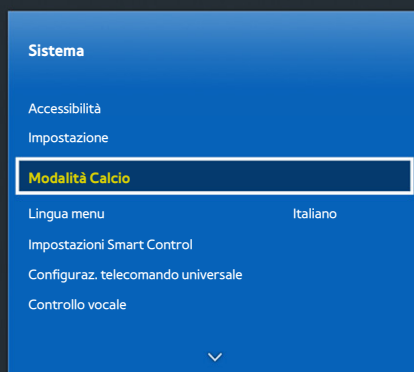 Sistema
Accessibilità
Impostazione
Modalità Calcio
Lingua menu Italiano
Impostazioni Smart Control
Configuraz. telecomando universale
Controllo vocale